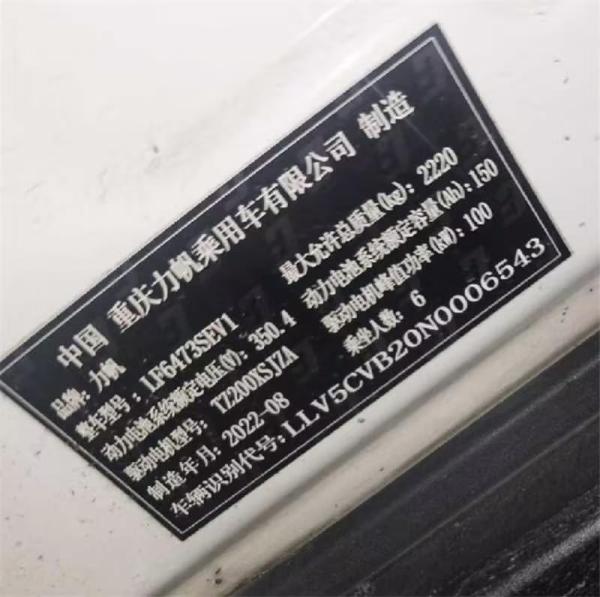 中国 重庆力帆乘用车有限公司 制造
品牌: 力帆
整车型号: LF6473SEV1 最大允许总质量(kg): 2220
动力电池系统额定电压(V): 350.4 动力电池系统额定容量(Ah): 150
驱动电机型号: TZ200XSJZA 驱动电机峰值功率(kW): 100
制造年月: 2022-08 乘坐人数: 6
车辆识别代号: LLV5CVB20N0006543